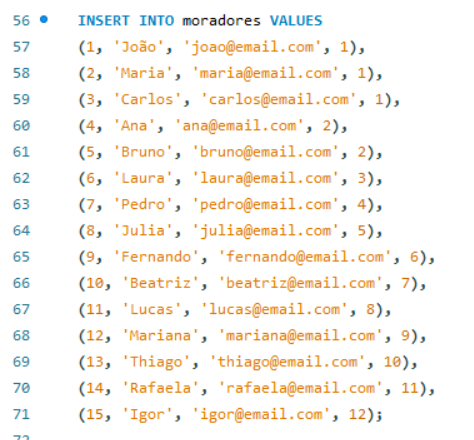 56 INSERT INTO moradores VALUES
57 (1, 'João', 'joao@email.com', 1),
58 (2, 'Maria', 'maria@email.com', 1),
59 (3, 'Carlos', 'carlos@email.com', 1),
60 (4, 'Ana', 'ana@email.com', 2),
61 (5, 'Bruno', 'bruno@email.com', 2),
62 (6, 'Laura', 'laura@email.com', 3),
63 (7, 'Pedro', 'pedro@email.com', 4),
64 (8, 'Julia', 'julia@email.com', 5),
65 (9, 'Fernando', 'fernando@email.com', 6),
66 (10, 'Beatriz', 'beatriz@email.com', 7),
67 (11, 'Lucas', 'lucas@email.com', 8),
68 (12, 'Mariana', 'mariana@email.com', 9),
69 (13, 'Thiago', 'thiago@email.com', 10),
70 (14, 'Rafaela', 'rafaela@email.com', 11),
71 (15, 'Igor', 'igor@email.com', 12);